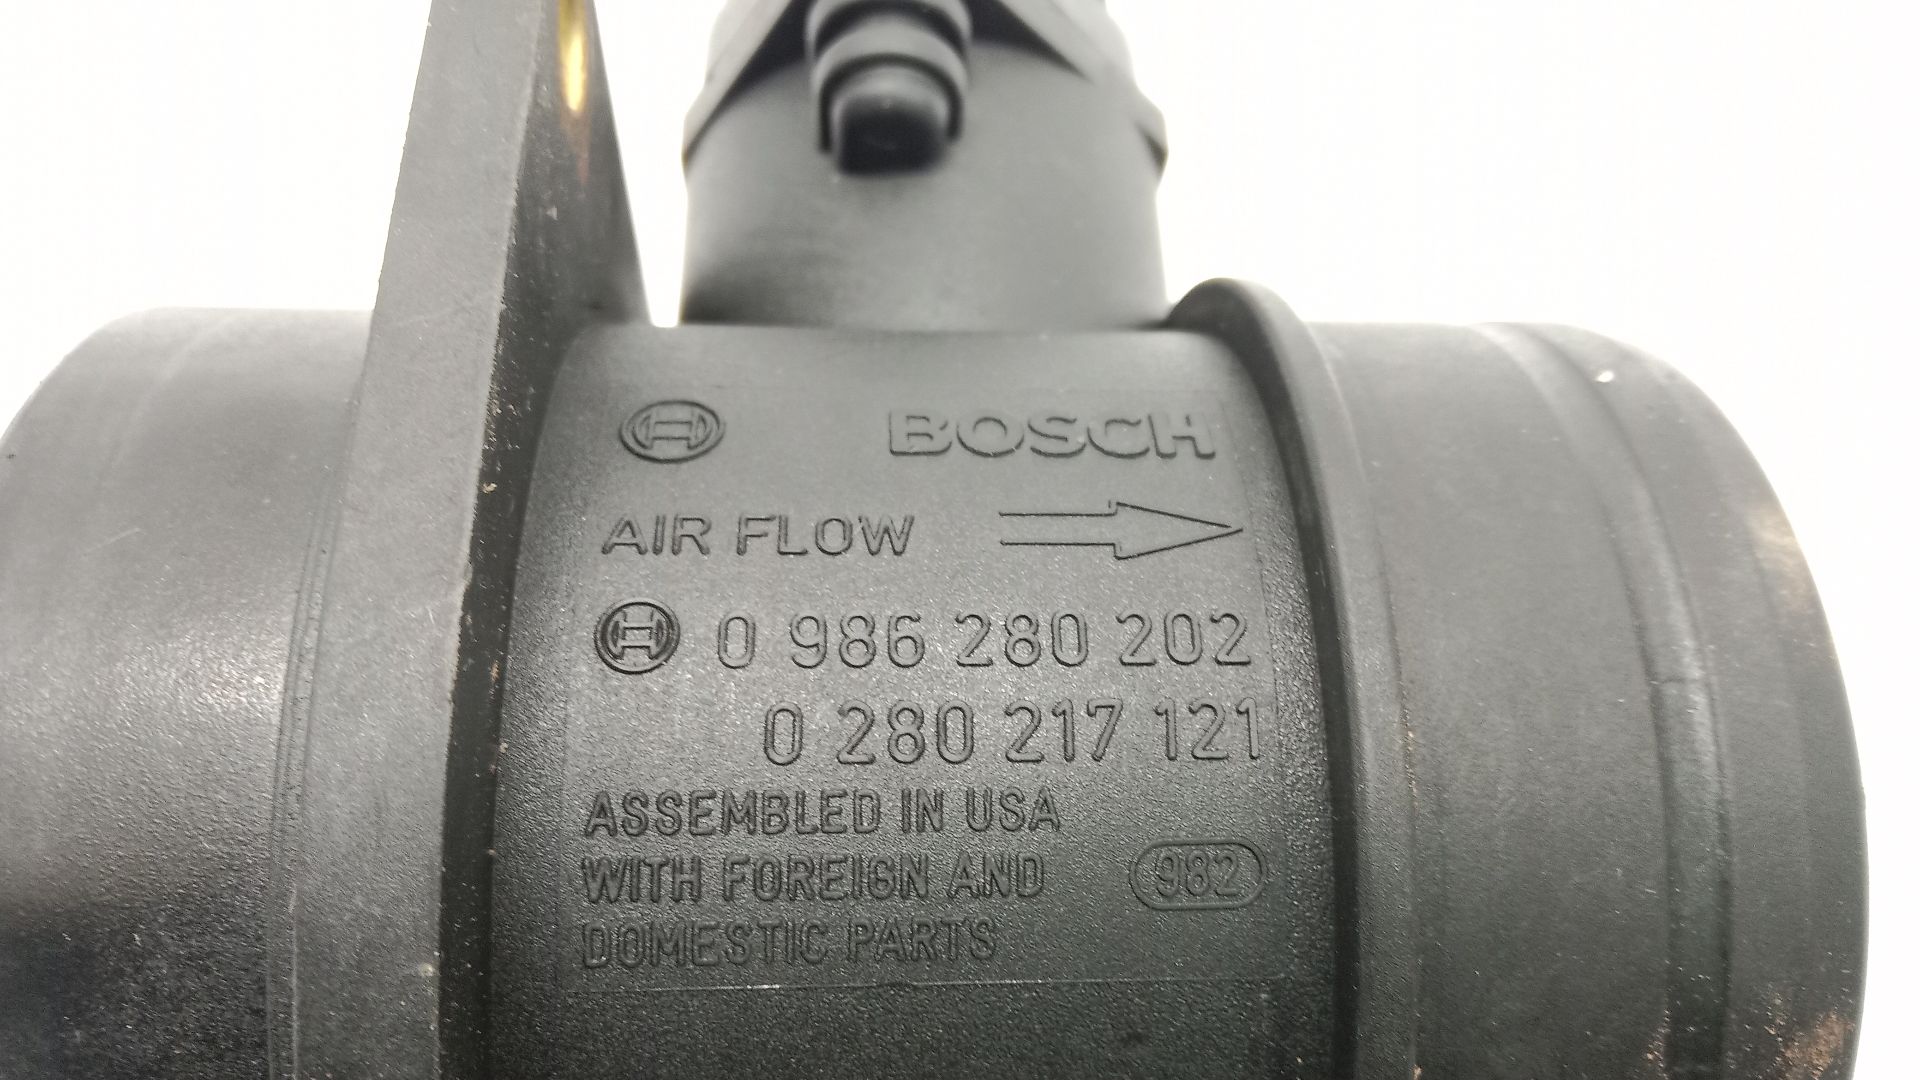 BOSCH
AIR FLOW
0 986 280 202
0 280 217 121
ASSEMBLED IN USA
WITH FOREIGN AND 982
DOMESTIC PARTS